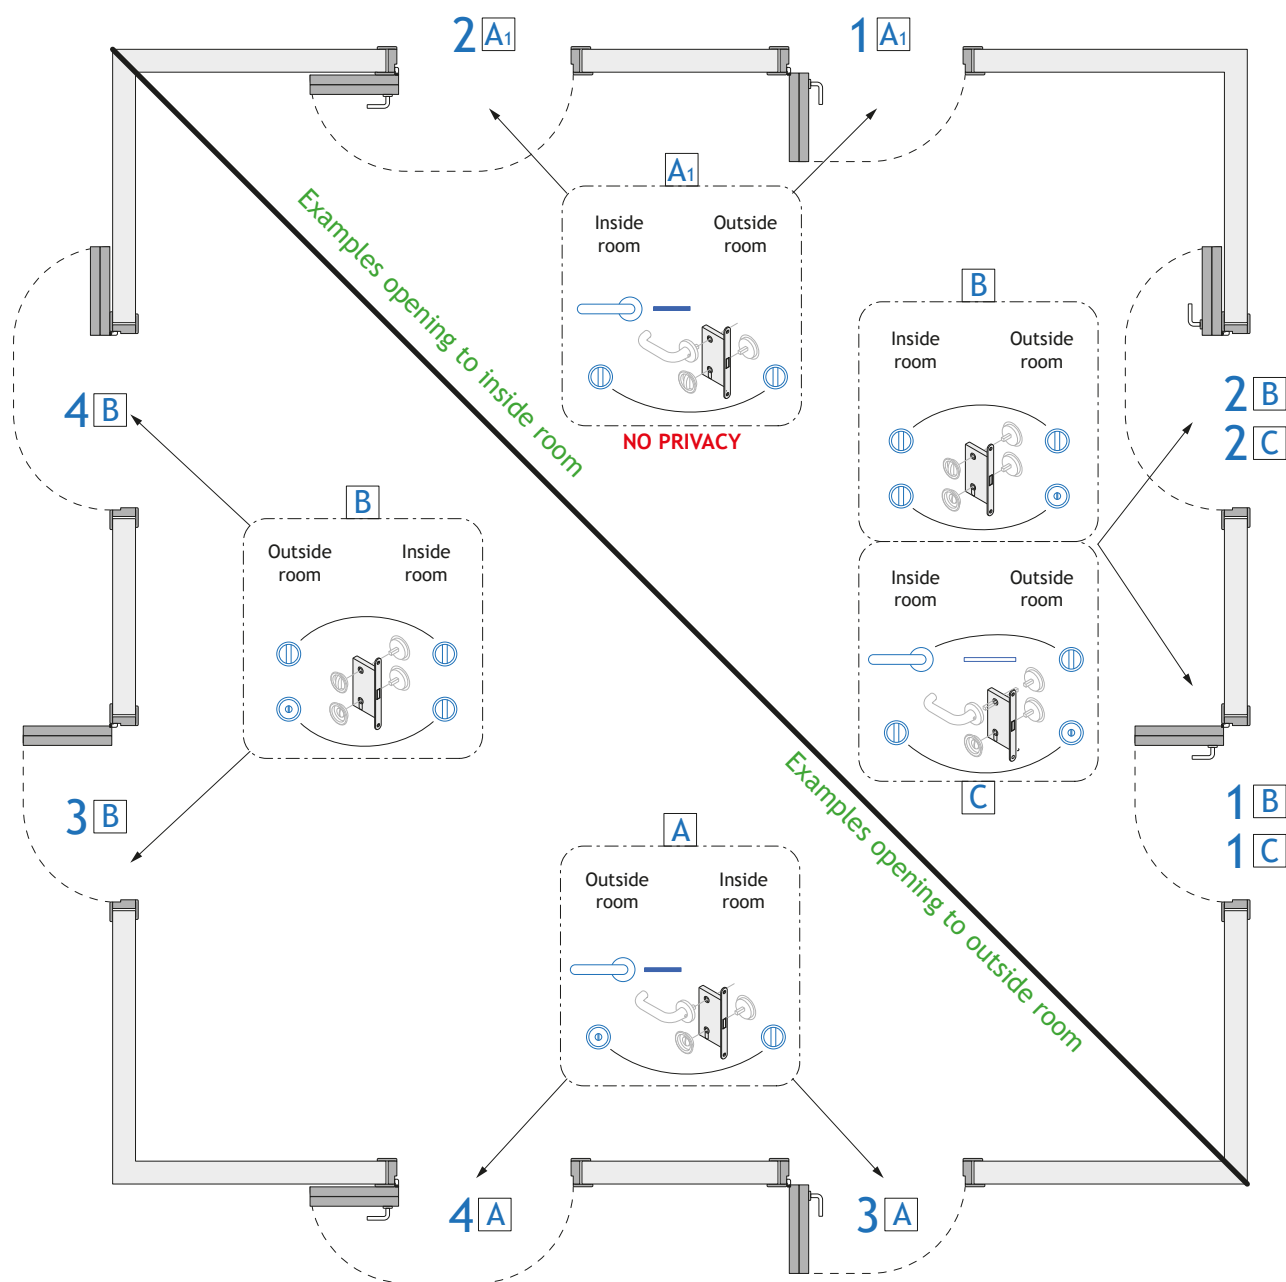 2 A1
1 A1
A1
Inside room
Outside room
NO PRIVACY
Examples opening to inside room
B
Inside room
Outside room
2 B
2 C
4 B
B
Outside room
Inside room
Inside room
Outside room
C
3 B
1 B
1 C
A
Outside room
Inside room
Examples opening to outside room
4 A
3 A